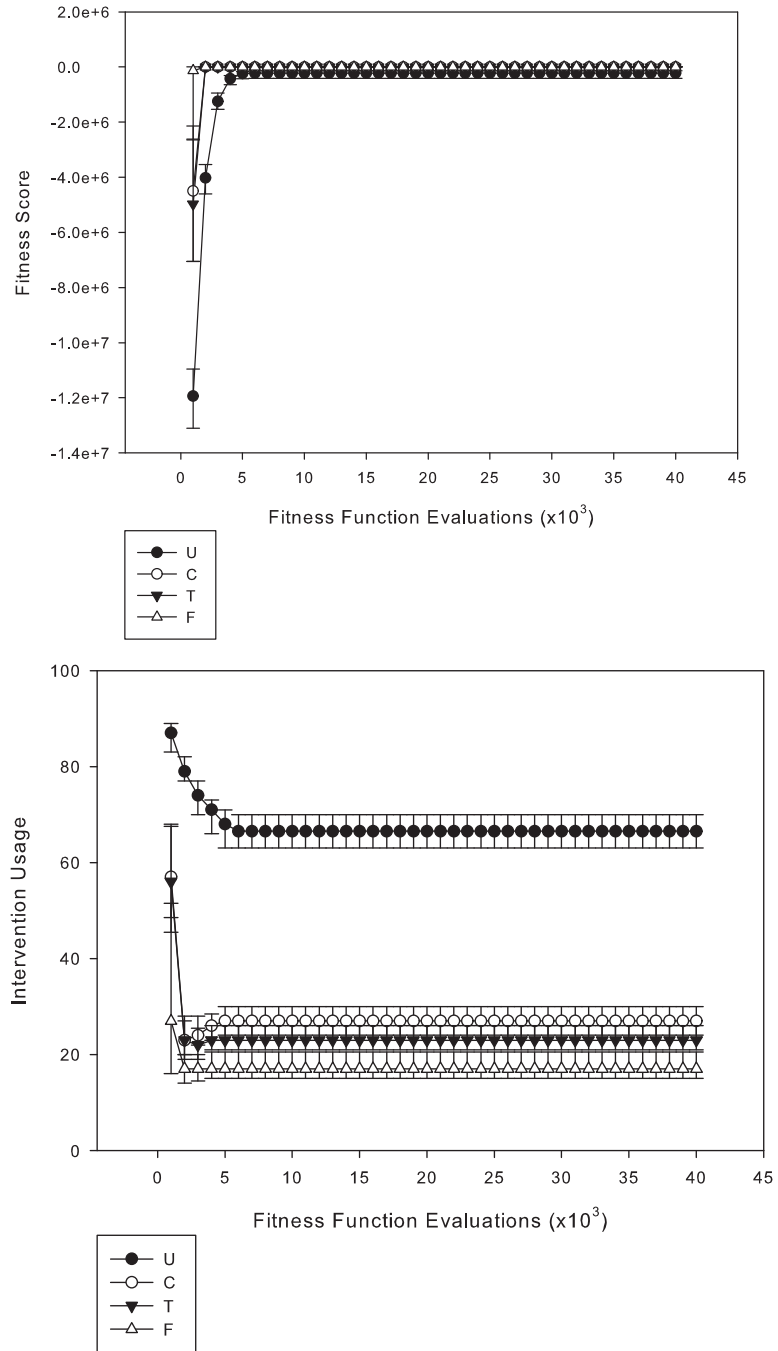 2.0e+6
0.0
-2.0e+6
-4.0e+6
-6.0e+6
-8.0e+6
-1.0e+7
-1.2e+7
-1.4e+7
Fitness Score
0 5 10 15 20 25 30 35 40 45
Fitness Function Evaluations (x10³)
U
C
T
F
100
80
60
40
20
0
Intervention Usage
0 5 10 15 20 25 30 35 40 45
Fitness Function Evaluations (x10³)
U
C
T
F